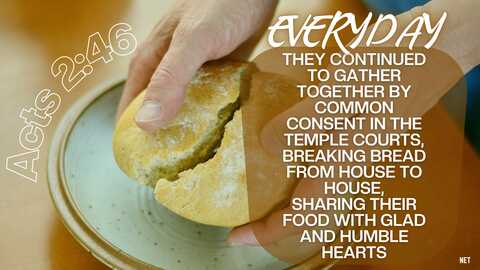 Acts 2:46
EVERYDAY
THEY CONTINUED
TO GATHER
TOGETHER BY
COMMON
CONSENT IN THE
TEMPLE COURTS,
BREAKING BREAD
FROM HOUSE TO
HOUSE,
SHARING THEIR
FOOD WITH GLAD
AND HUMBLE
HEARTS
NET